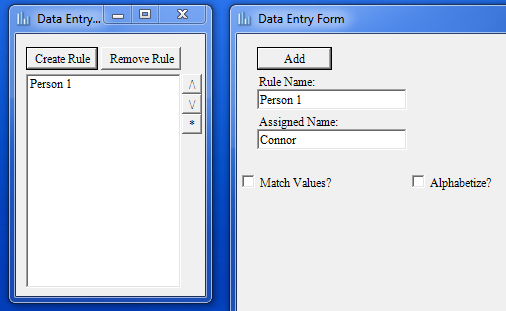 Data Entry...
Create Rule Remove Rule
Person 1
/\
\/
*
Data Entry Form
Add
Rule Name:
Person 1
Assigned Name:
Connor
Match Values? Alphabetize?